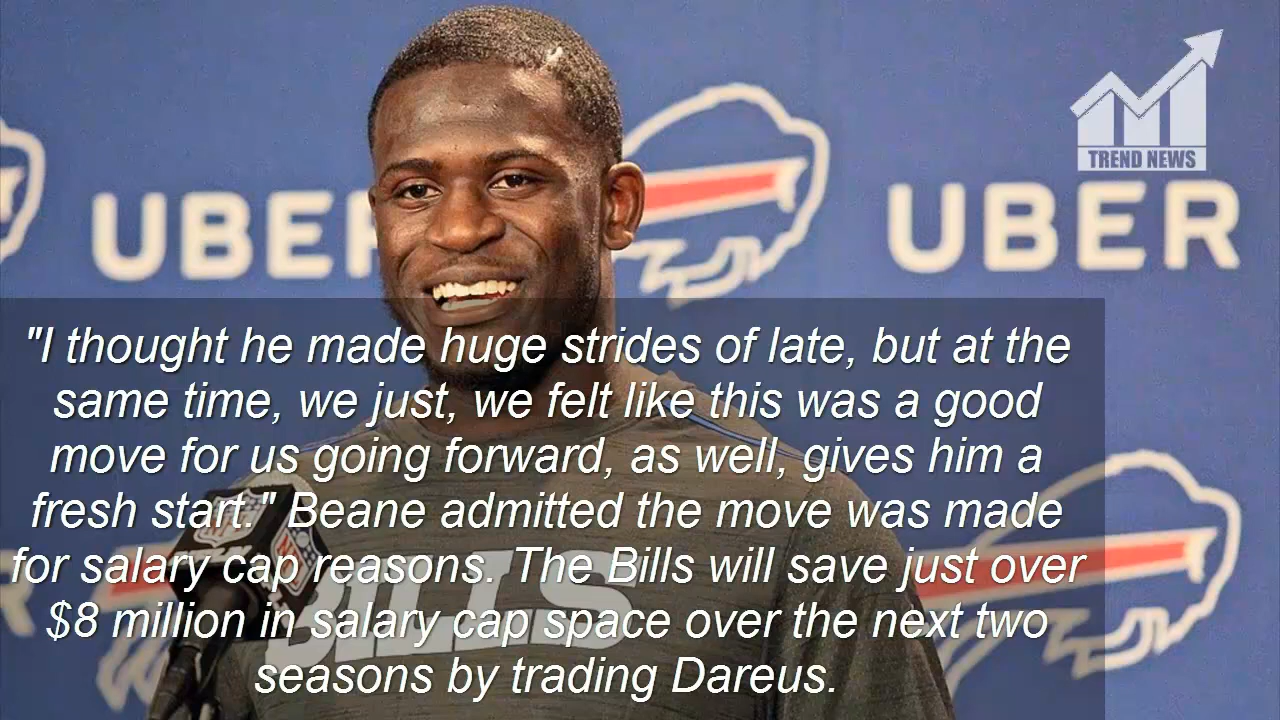 TREND NEWS
UBER
UBER
"I thought he made huge strides of late, but at the
same time, we just, we felt like this was a good
move for us going forward, as well, gives him a
fresh start." Beane admitted the move was made
for salary cap reasons. The Bills will save just over
$8 million in salary cap space over the next two
seasons by trading Dareus.
NFL
NFL
BILLS
R